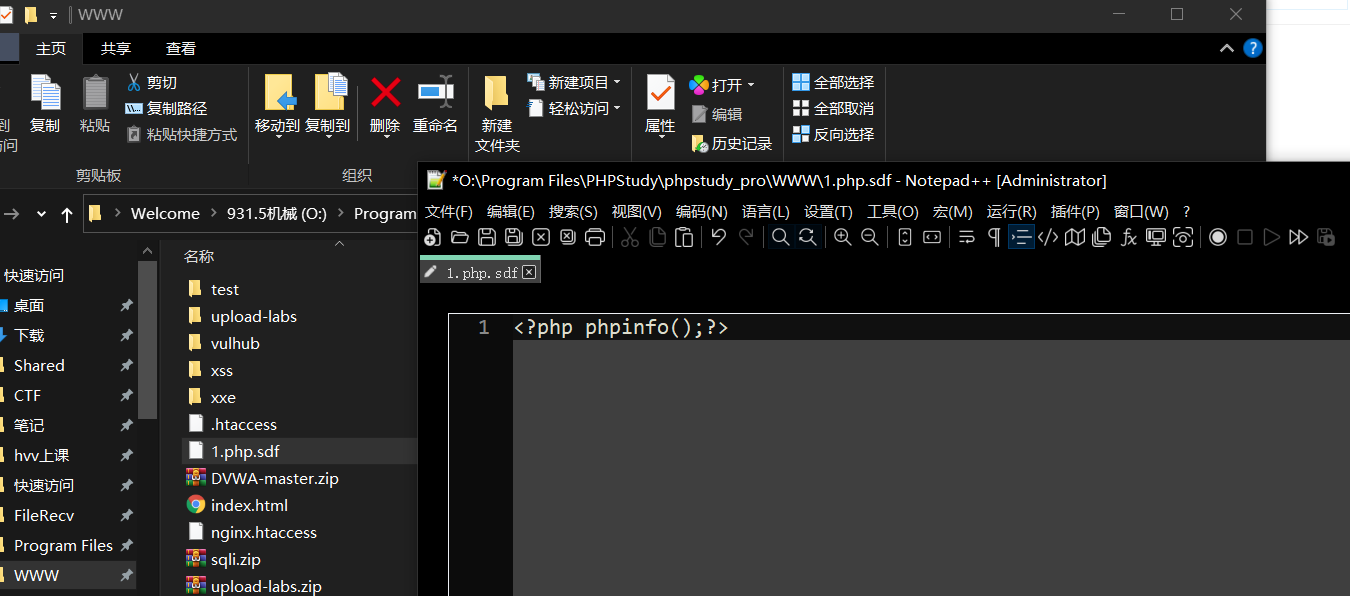 WWW
主页 共享 查看
复制
粘贴
剪切
复制路径
粘贴快捷方式
剪贴板
移动到 复制到
删除 重命名
组织
新建
文件夹
新建项目
轻松访问
属性
打开
编辑
历史记录
全部选择
全部取消
反向选择
Welcome 931.5机械 (O:) Program
快速访问
桌面
下载
Shared
CTF
笔记
hvv上课
快速访问
FileRecv
Program Files
WWW
名称
test
upload-labs
vulhub
xss
xxe
.htaccess
1.php.sdf
DVWA-master.zip
index.html
nginx.htaccess
sqli.zip
upload-labs.zip
*O:\Program Files\PHPStudy\phpstudy_pro\WWW\1.php.sdf - Notepad++ [Administrator]
文件(F) 编辑(E) 搜索(S) 视图(V) 编码(N) 语言(L) 设置(T) 工具(O) 宏(M) 运行(R) 插件(P) 窗口(W) ?
1.php.sdf
1 <?php phpinfo();?>